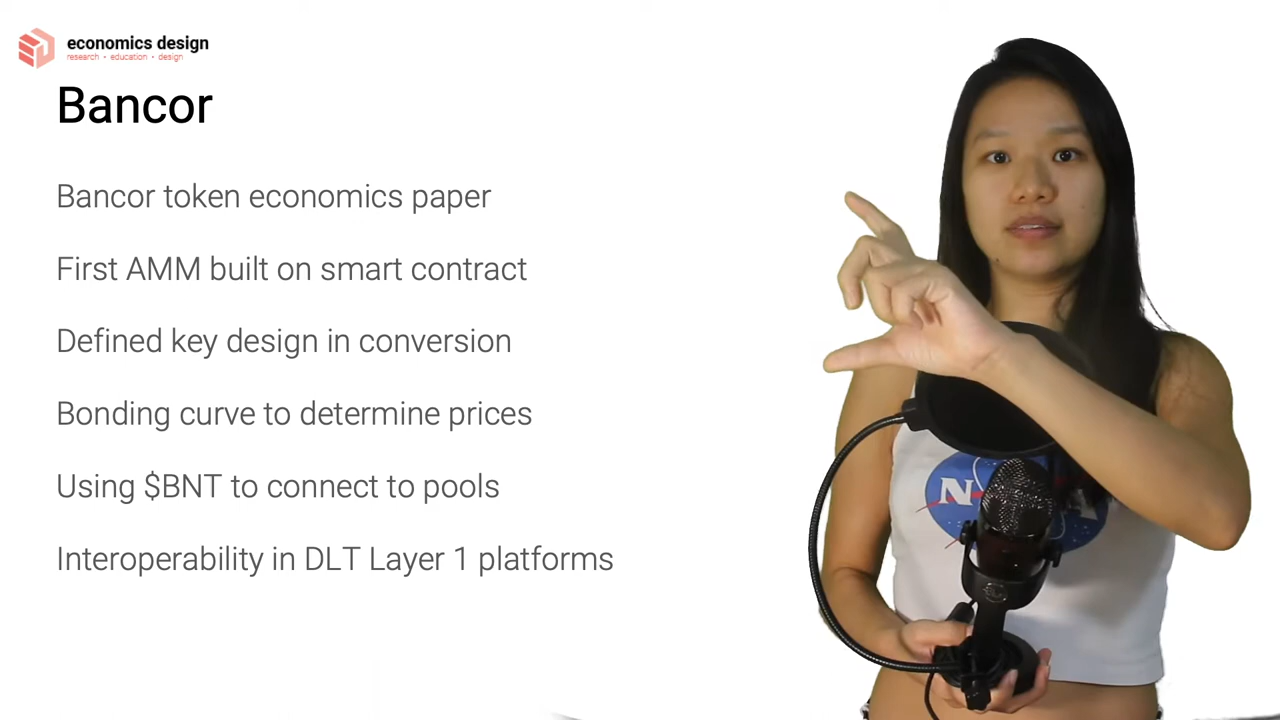 economics design
research • education • design
Bancor
Bancor token economics paper
First AMM built on smart contract
Defined key design in conversion
Bonding curve to determine prices
Using $BNT to connect to pools
Interoperability in DLT Layer 1 platforms
N